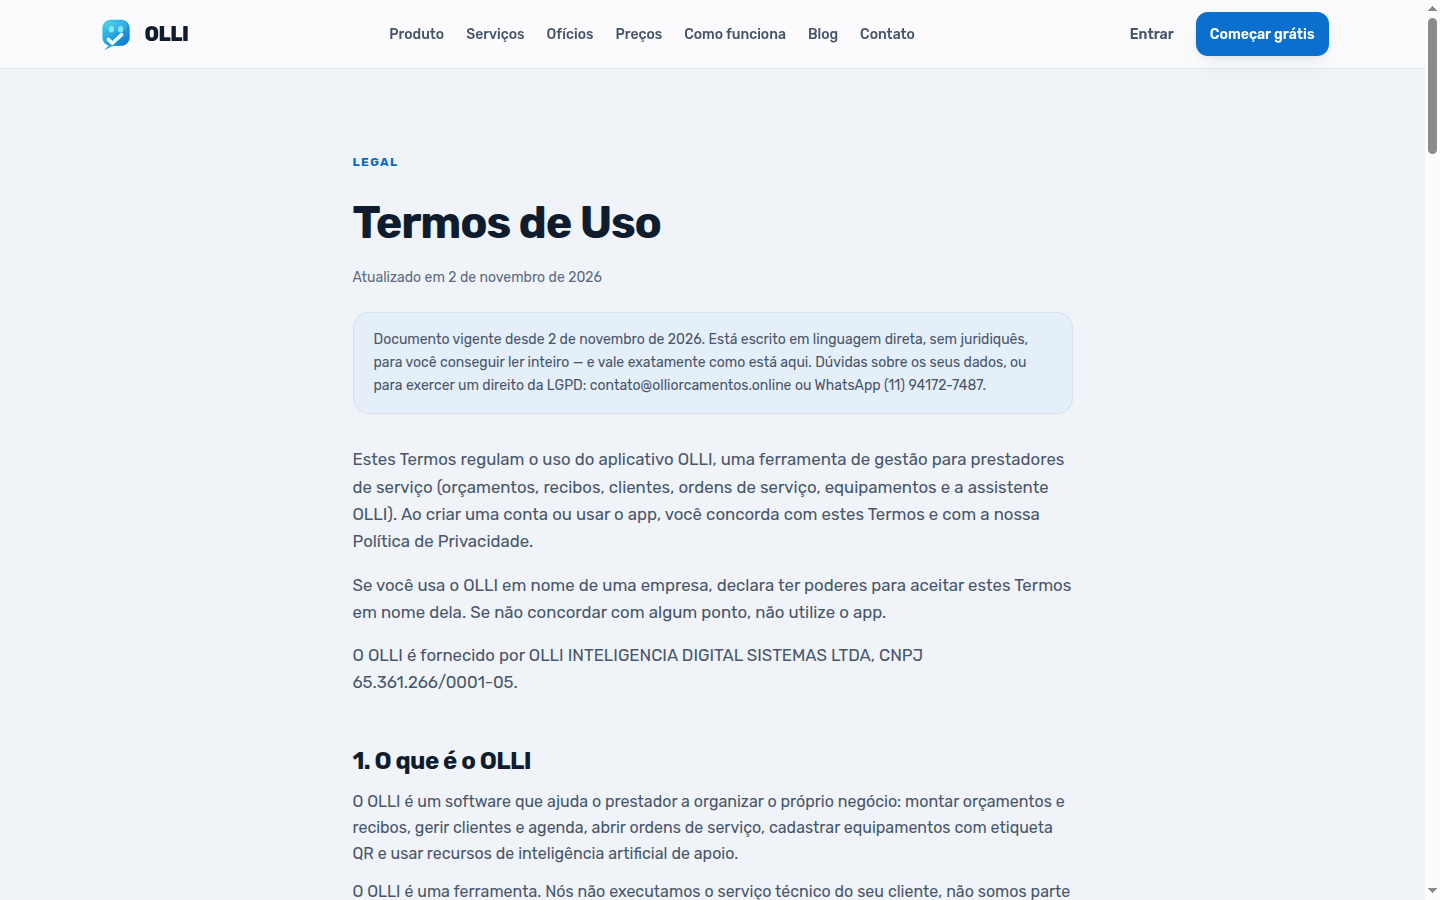 OLLI
Produto Serviços Ofícios Preços Como funciona Blog Contato
Entrar Começar grátis
LEGAL
Termos de Uso
Atualizado em 2 de novembro de 2026
Documento vigente desde 2 de novembro de 2026. Está escrito em linguagem direta, sem juridiquês,
para você conseguir ler inteiro — e vale exatamente como está aqui. Dúvidas sobre os seus dados, ou
para exercer um direito da LGPD: contato@olliorcamentos.online ou WhatsApp (11) 94172-7487.
Estes Termos regulam o uso do aplicativo OLLI, uma ferramenta de gestão para prestadores
de serviço (orçamentos, recibos, clientes, ordens de serviço, equipamentos e a assistente
OLLI). Ao criar uma conta ou usar o app, você concorda com estes Termos e com a nossa
Política de Privacidade.
Se você usa o OLLI em nome de uma empresa, declara ter poderes para aceitar estes Termos
em nome dela. Se não concordar com algum ponto, não utilize o app.
O OLLI é fornecido por OLLI INTELIGENCIA DIGITAL SISTEMAS LTDA, CNPJ
65.361.266/0001-05.
1. O que é o OLLI
O OLLI é um software que ajuda o prestador a organizar o próprio negócio: montar orçamentos e
recibos, gerir clientes e agenda, abrir ordens de serviço, cadastrar equipamentos com etiqueta
QR e usar recursos de inteligência artificial de apoio.
O OLLI é uma ferramenta. Nós não executamos o serviço técnico do seu cliente, não somos parte